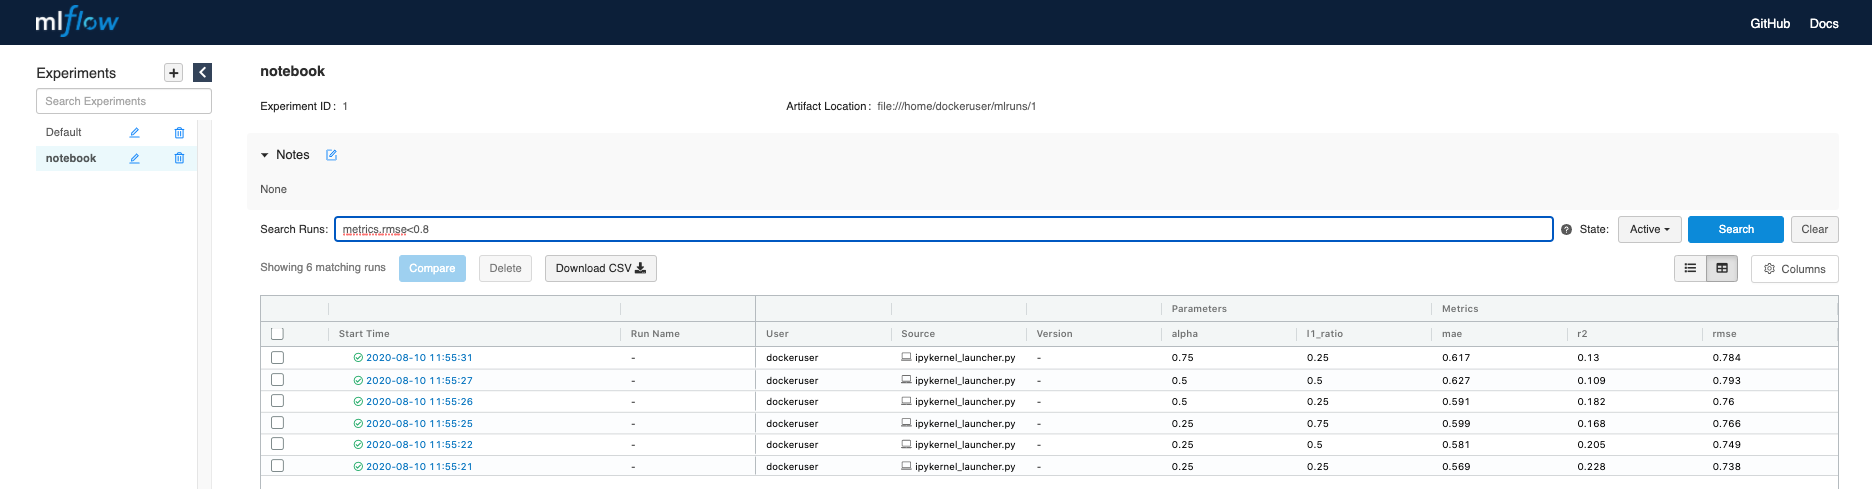 mlflow GitHub Docs
Experiments
Search Experiments
Default
notebook
notebook
Experiment ID: 1 Artifact Location: file:///home/dockeruser/mlruns/1
Notes
None
Search Runs: metrics.rmse<0.8 ? State: Active Search Clear
Showing 6 matching runs Compare Delete Download CSV Columns
Parameters Metrics
Start Time Run Name User Source Version alpha l1_ratio mae r2 rmse
2020-08-10 11:55:31 - dockeruser ipykernel_launcher.py - 0.75 0.25 0.617 0.13 0.784
2020-08-10 11:55:27 - dockeruser ipykernel_launcher.py - 0.5 0.5 0.627 0.109 0.793
2020-08-10 11:55:26 - dockeruser ipykernel_launcher.py - 0.5 0.25 0.591 0.182 0.76
2020-08-10 11:55:25 - dockeruser ipykernel_launcher.py - 0.25 0.75 0.599 0.168 0.766
2020-08-10 11:55:22 - dockeruser ipykernel_launcher.py - 0.25 0.5 0.581 0.205 0.749
2020-08-10 11:55:21 - dockeruser ipykernel_launcher.py - 0.25 0.25 0.569 0.228 0.738